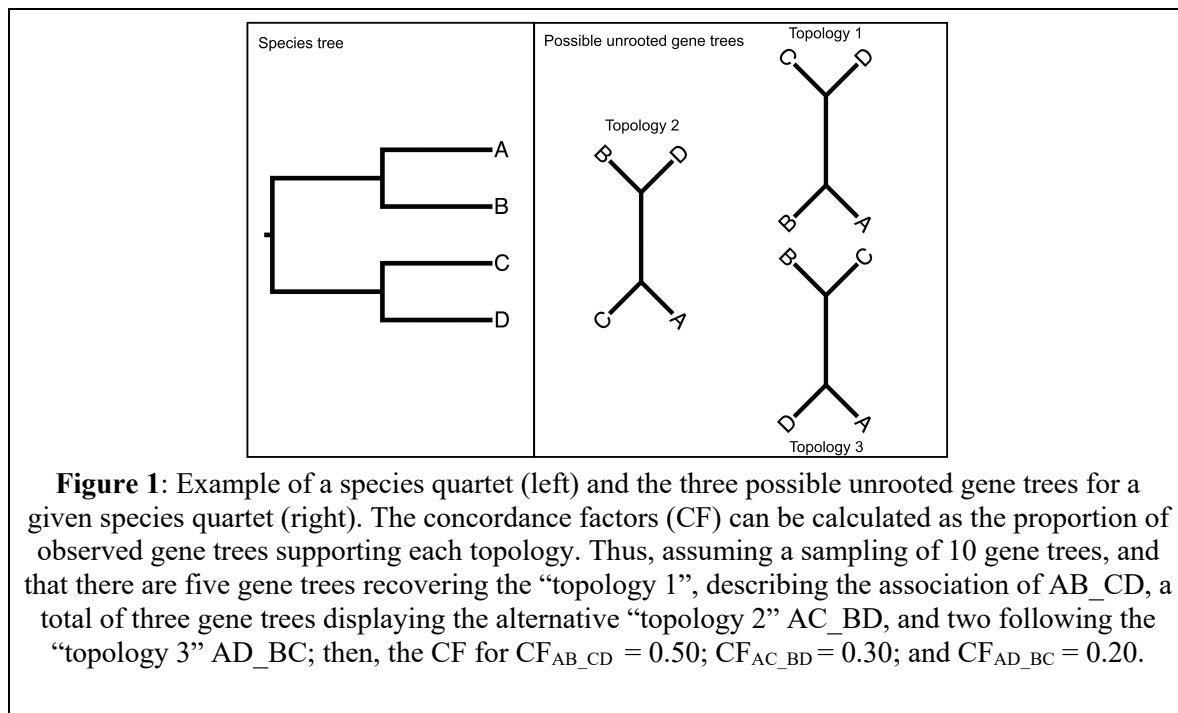 Species tree
A
B
C
D
Possible unrooted gene trees
Topology 2
B D
C A
Topology 1
C D
B A
B C
D A
Topology 3
Figure 1: Example of a species quartet (left) and the three possible unrooted gene trees for a
given species quartet (right). The concordance factors (CF) can be calculated as the proportion of
observed gene trees supporting each topology. Thus, assuming a sampling of 10 gene trees, and
that there are five gene trees recovering the “topology 1”, describing the association of AB_CD, a
total of three gene trees displaying the alternative “topology 2” AC_BD, and two following the
“topology 3” AD_BC; then, the CF for CFAB_CD = 0.50; CFAC_BD = 0.30; and CFAD_BC = 0.20.